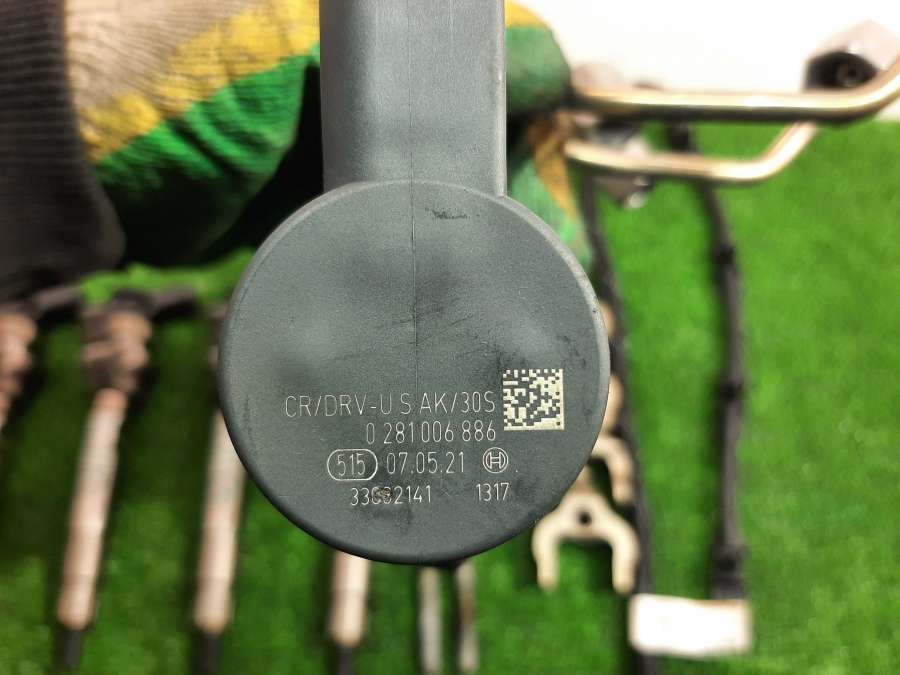 CR/DRV-U S AK/30S
0 281 006 886
515 07.05.21
1317